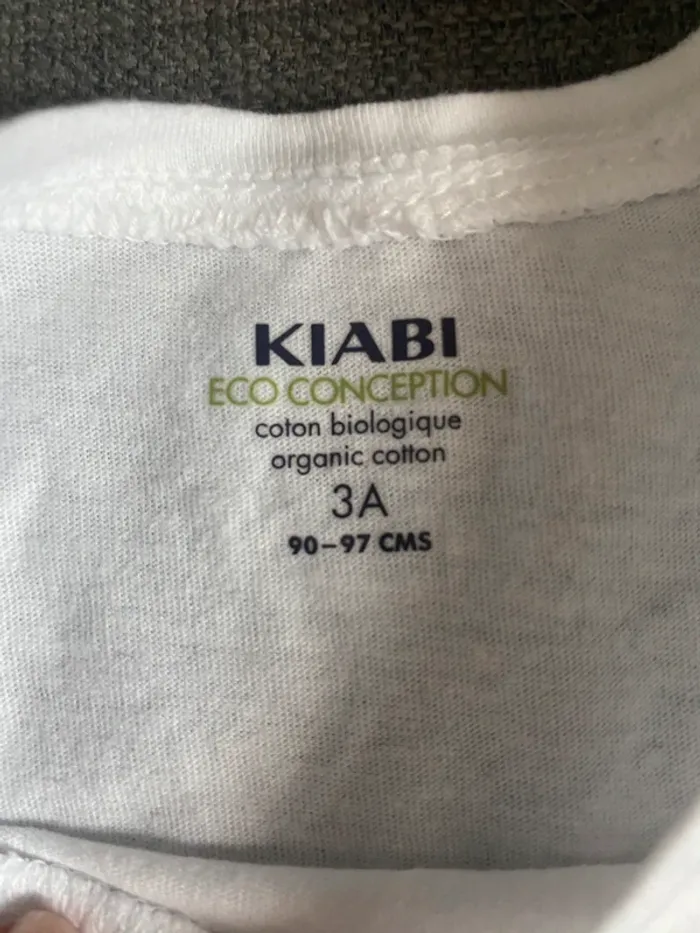 KIABI
ECO CONCEPTION
coton biologique
organic cotton
3A
90–97 CMS